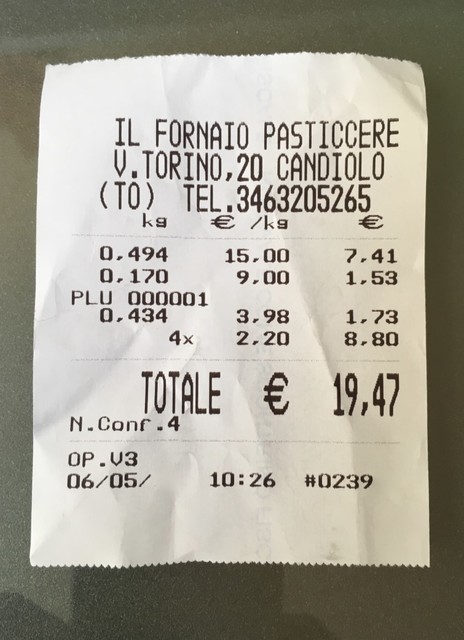 IL FORNAIO PASTICCERE
V.TORINO,20 CANDIOLO
(TO) TEL.3463205265
kg € /kg €
0,494 15,00 7,41
0,170 9,00 1,53
PLU 000001
0,434 3,98 1,73
4x 2,20 8,80
TOTALE € 19,47
N.Conf.4
OP.V3
06/05/ 10:26 #0239